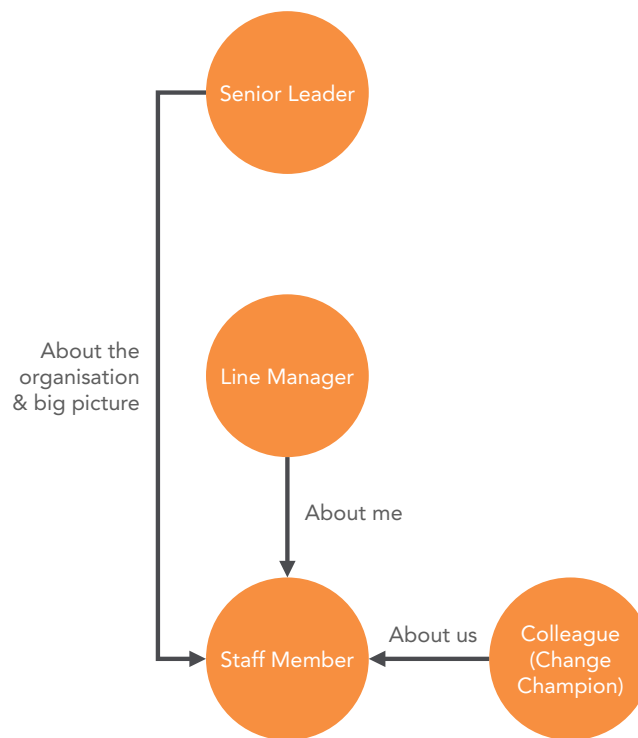 Senior Leader
About the
organisation
& big picture
Line Manager
About me
About us
Staff Member
Colleague
(Change
Champion)